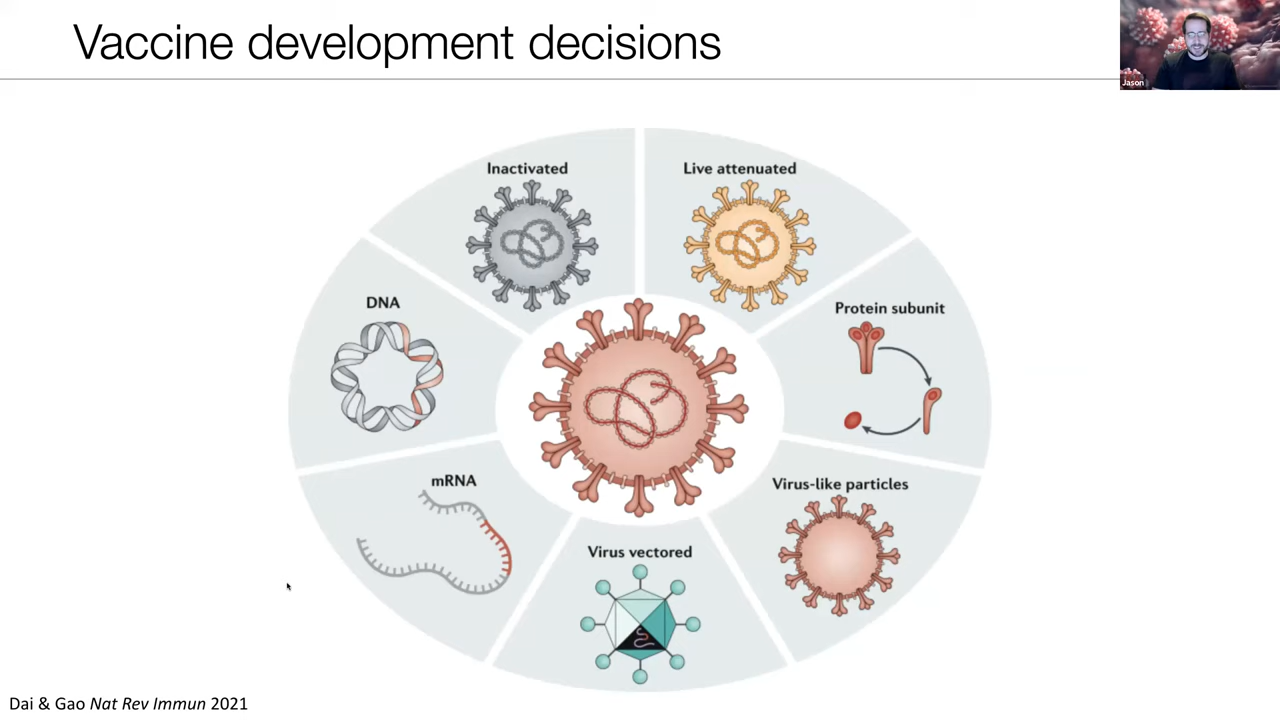 Vaccine development decisions
Jason
Inactivated
Live attenuated
DNA
Protein subunit
mRNA
Virus-like particles
Virus vectored
Dai & Gao Nat Rev Immun 2021